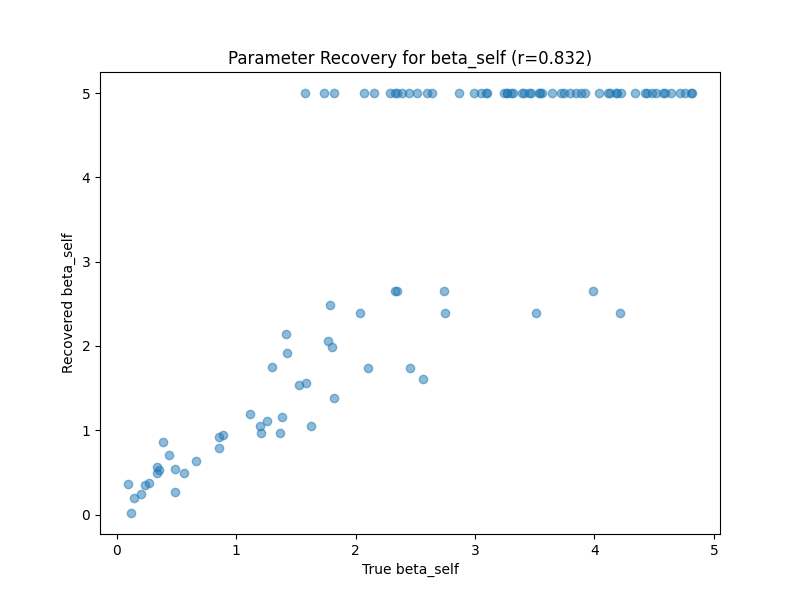 Parameter Recovery for beta_self (r=0.832)
5
4
3
2
1
0
Recovered beta_self
0 1 2 3 4 5
True beta_self